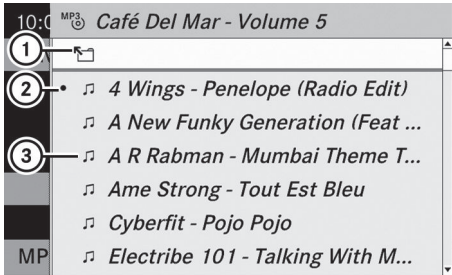 10:0 MP3 Café Del Mar - Volume 5
1
2 4 Wings - Penelope (Radio Edit)
A New Funky Generation (Feat ...
3 A R Rabman - Mumbai Theme T...
Ame Strong - Tout Est Bleu
Cyberfit - Pojo Pojo
MP Electribe 101 - Talking With M...